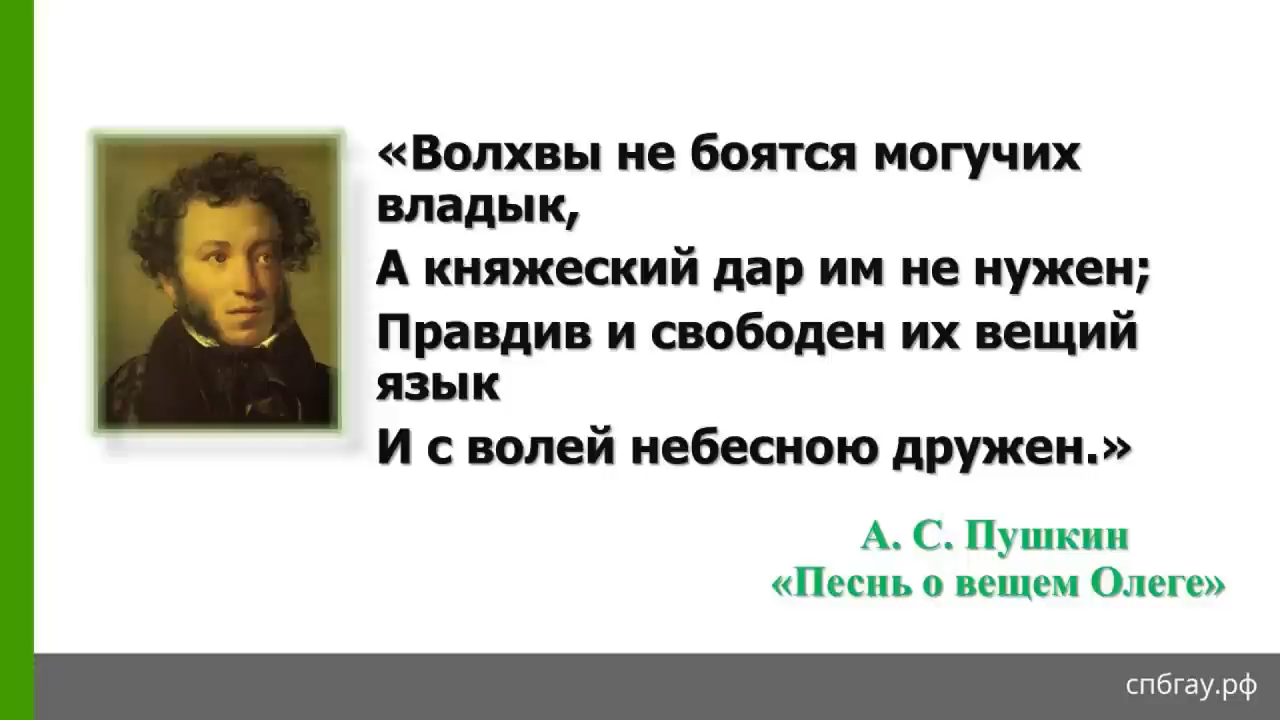 «Волхвы не боятся могучих
владык,
А княжеский дар им не нужен;
Правдив и свободен их вещий
язык
И с волей небесною дружен.»
А. С. Пушкин
«Песнь о вещем Олеге»
спбгау.рф